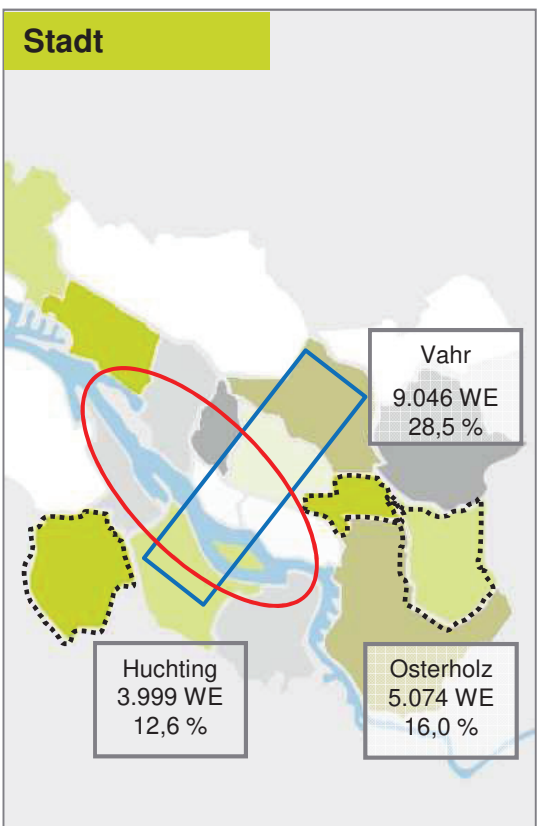 Stadt
Vahr
9.046 WE
28,5 %
Huchting
3.999 WE
12,6 %
Osterholz
5.074 WE
16,0 %